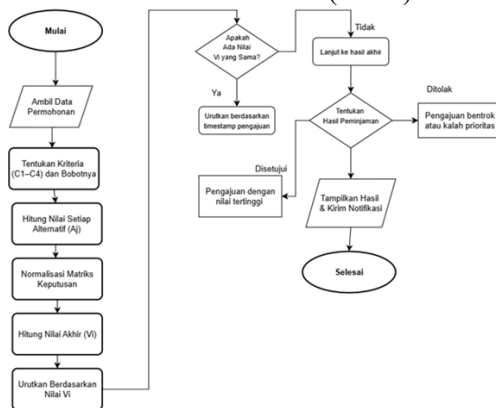 Mulai
Ambil Data
Permohonan
Tentukan Kriteria
(C1–C4) dan Bobotnya
Hitung Nilai Setiap
Alternatif (Aj)
Normalisasi Matriks
Keputusan
Hitung Nilai Akhir (Vi)
Urutkan Berdasarkan
Nilai Vi
Apakah
Ada Nilai
Vi yang Sama?
Ya
Urutkan berdasarkan
timestamp pengajuan
Tidak
Lanjut ke hasil akhir
Tentukan
Hasil Peminjaman
Ditolak
Pengajuan bentrok
atau kalah prioritas
Disetujui
Pengajuan dengan
nilai tertinggi
Tampilkan Hasil
& Kirim Notifikasi
Selesai